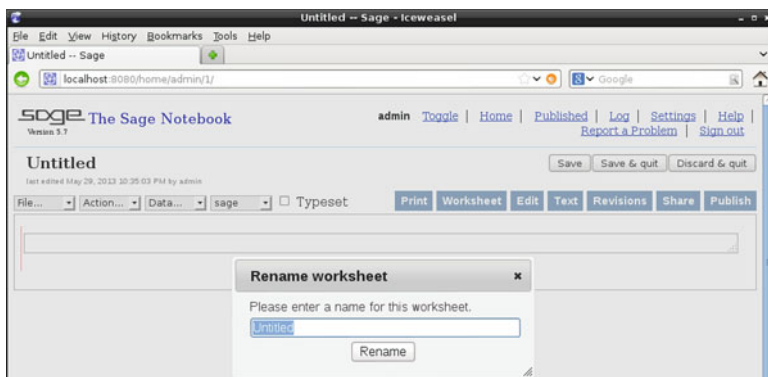 Untitled -- Sage - Iceweasel
File Edit View History Bookmarks Tools Help
Untitled -- Sage
localhost:8080/home/admin/1/
Google
sage The Sage Notebook
admin Toggle | Home | Published | Log | Settings | Help |
Version 5.7
Report a Problem | Sign out
Untitled
Save Save & quit Discard & quit
last edited May 29, 2013 10:35:03 PM by admin
File... Action... Data... sage Typeset Print Worksheet Edit Text Revisions Share Publish
Rename worksheet
Please enter a name for this worksheet.
Untitled
Rename